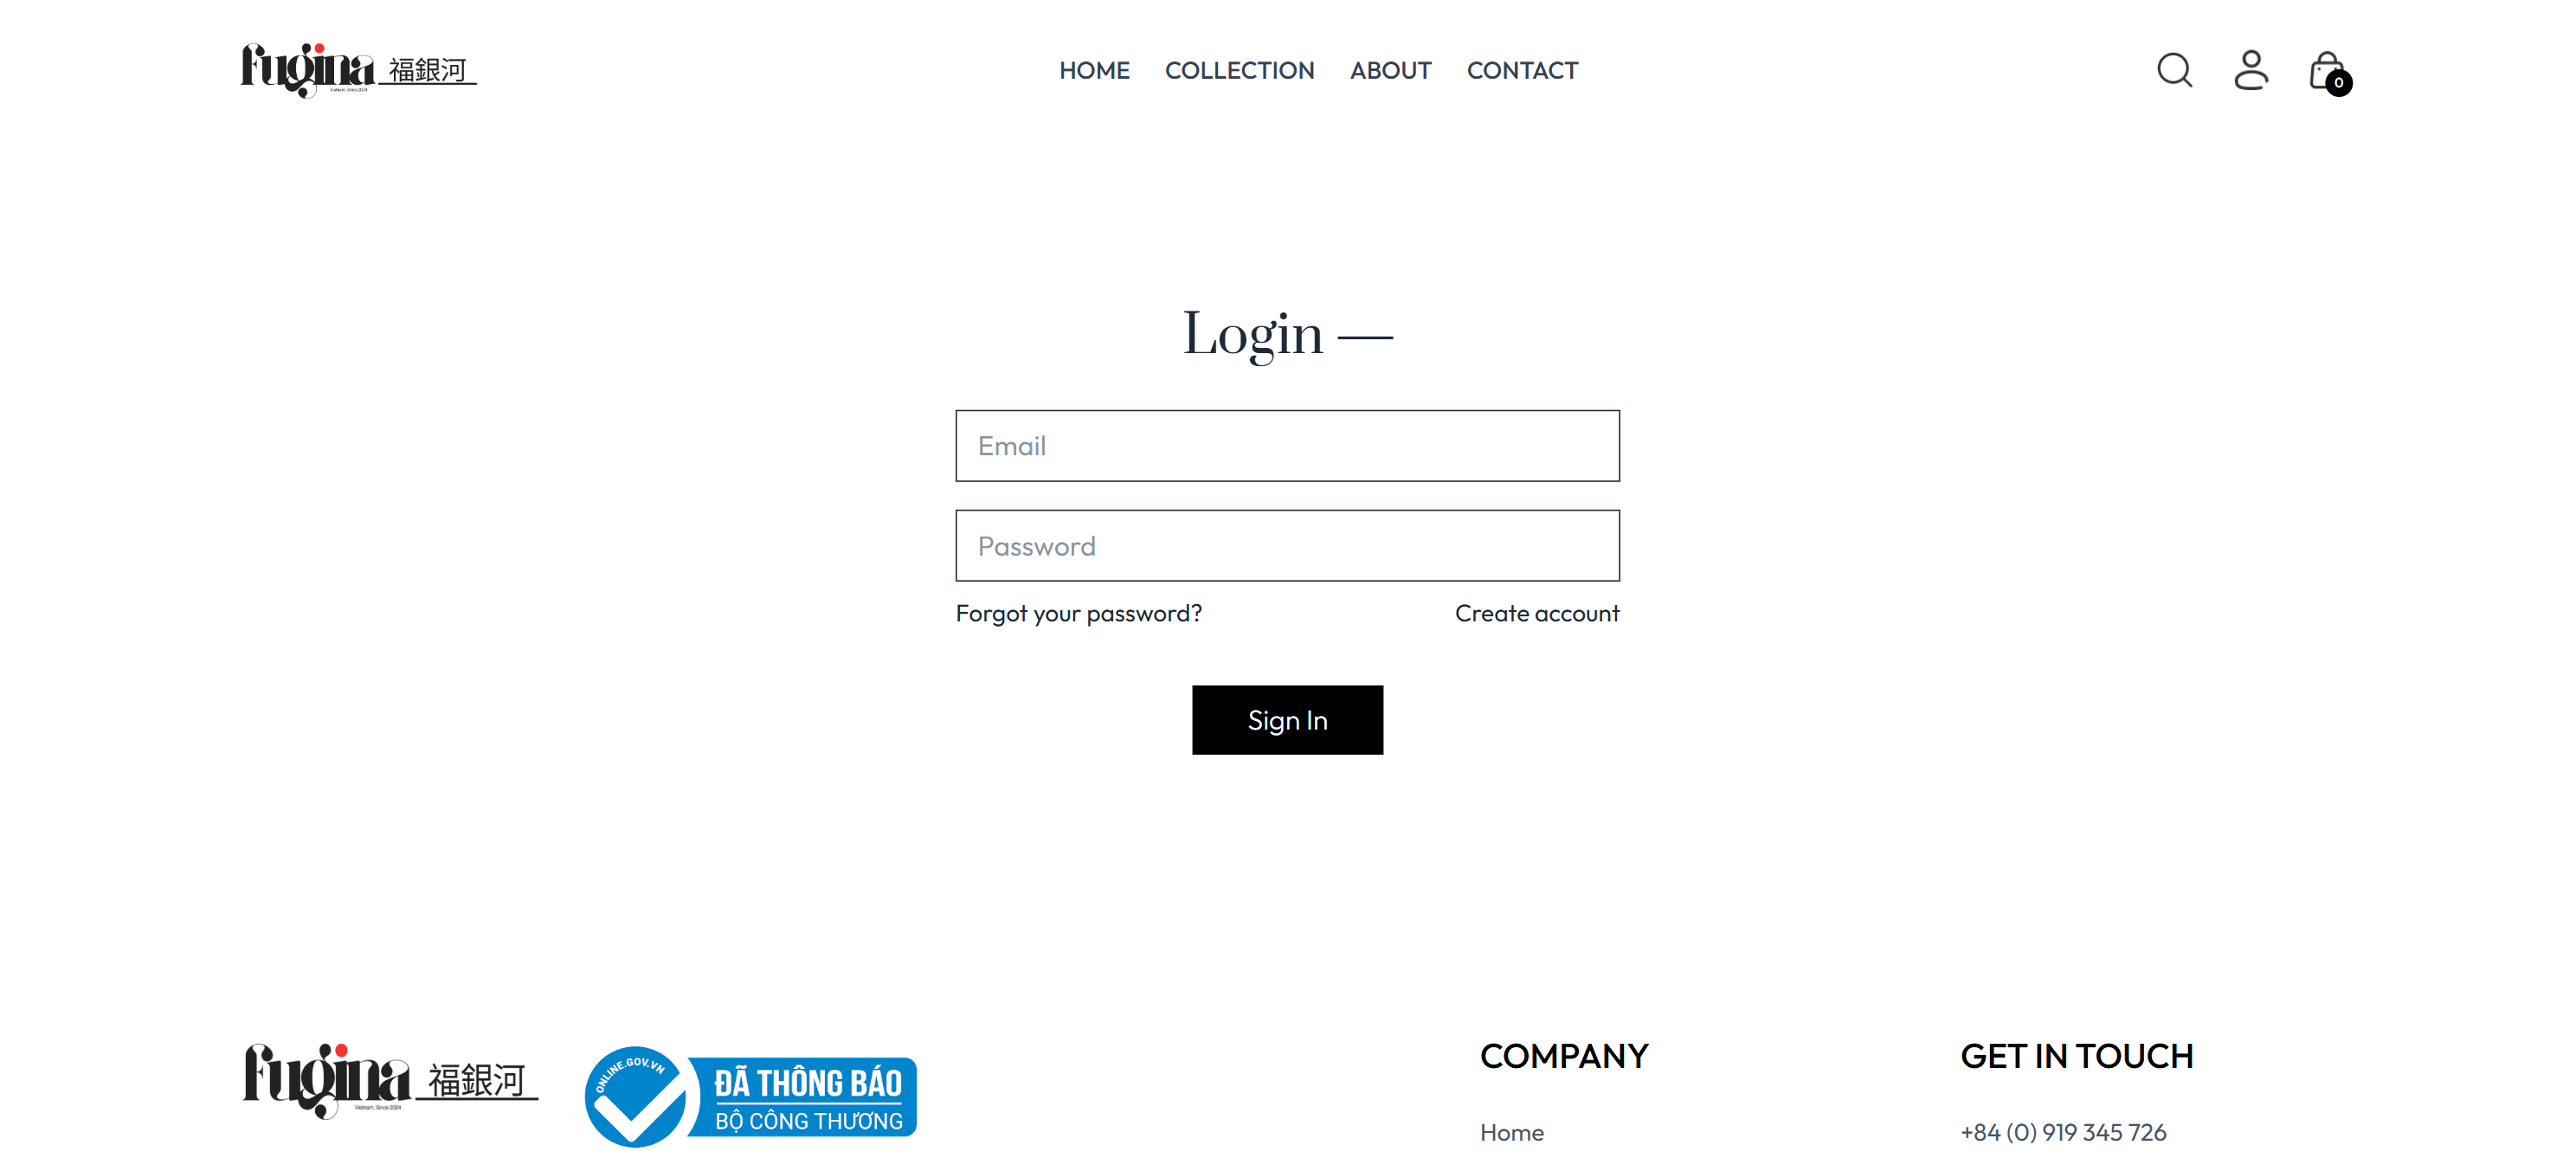 fugina 福銀河
Vietnam, Since 2024
HOME COLLECTION ABOUT CONTACT
0
Login —
Email
Password
Forgot your password? Create account
Sign In
fugina 福銀河
Vietnam, Since 2024
ONLINE.GOV.VN
ĐÃ THÔNG BÁO
BỘ CÔNG THƯƠNG
COMPANY
GET IN TOUCH
Home
+84 (0) 919 345 726